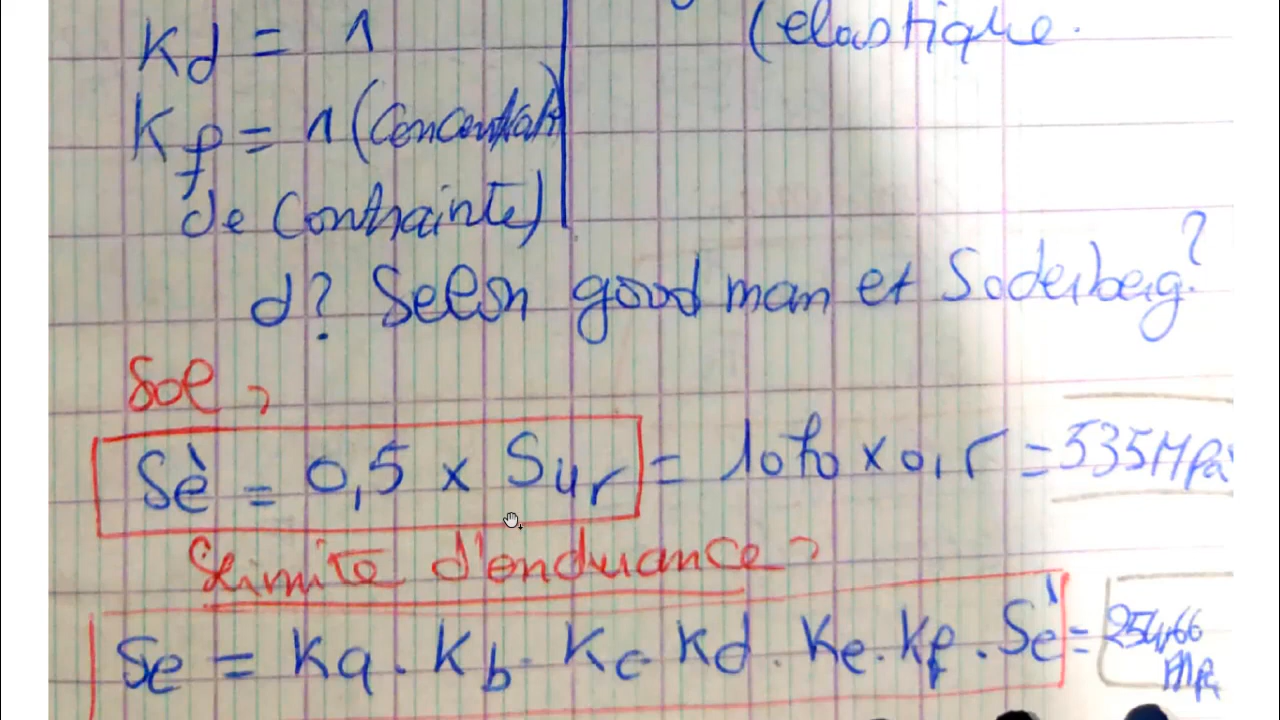 Kd = 1
(elastique.
Kf = 1 (Concentrat
de Contrainte)
d? Selon good man et Soderberg?
Sol,
Sè = 0,5 x Sur = 1070 x 0,5 = 535 MPa
Limite d'endurance
Se = Ka . Kb . Kc Kd . Ke . Kf . Sè = 254,66 MPa